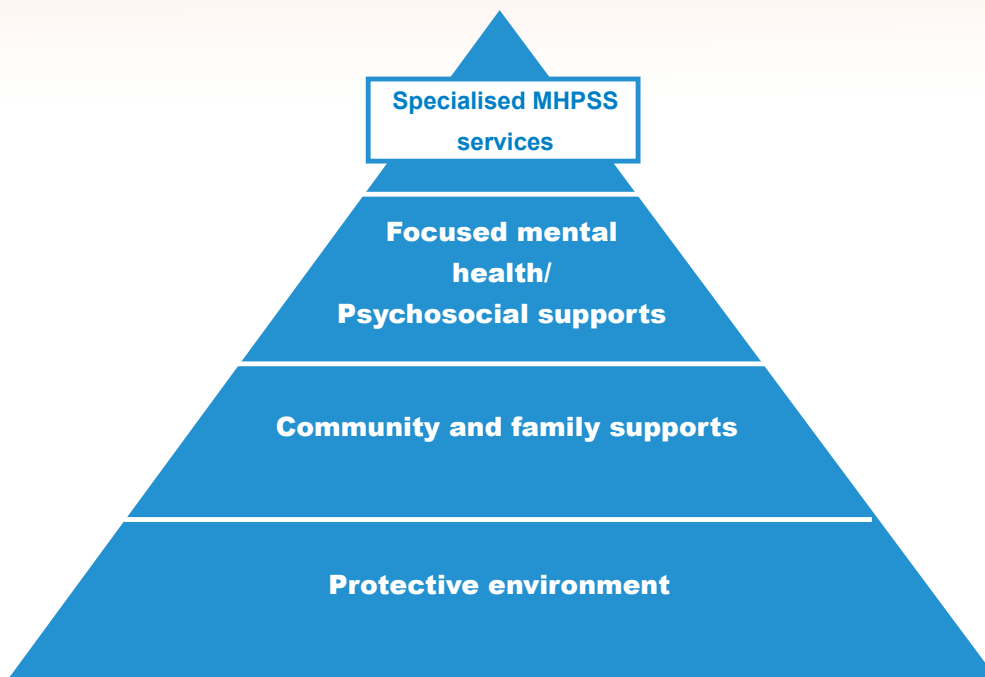 Specialised MHPSS
services
Focused mental
health/
Psychosocial supports
Community and family supports
Protective environment